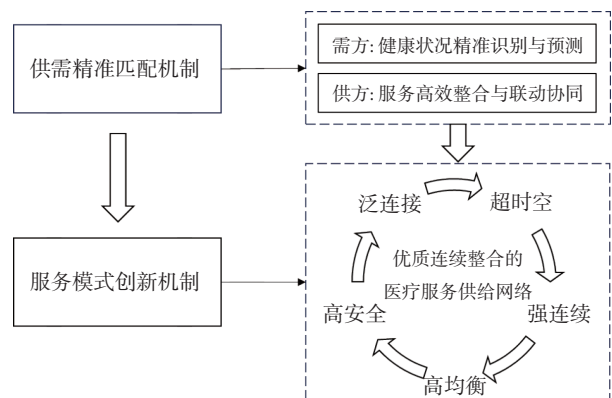 供需精准匹配机制
需方: 健康状况精准识别与预测
供方: 服务高效整合与联动协同
服务模式创新机制
泛连接
超时空
优质连续整合的
医疗服务供给网络
高安全
强连续
高均衡